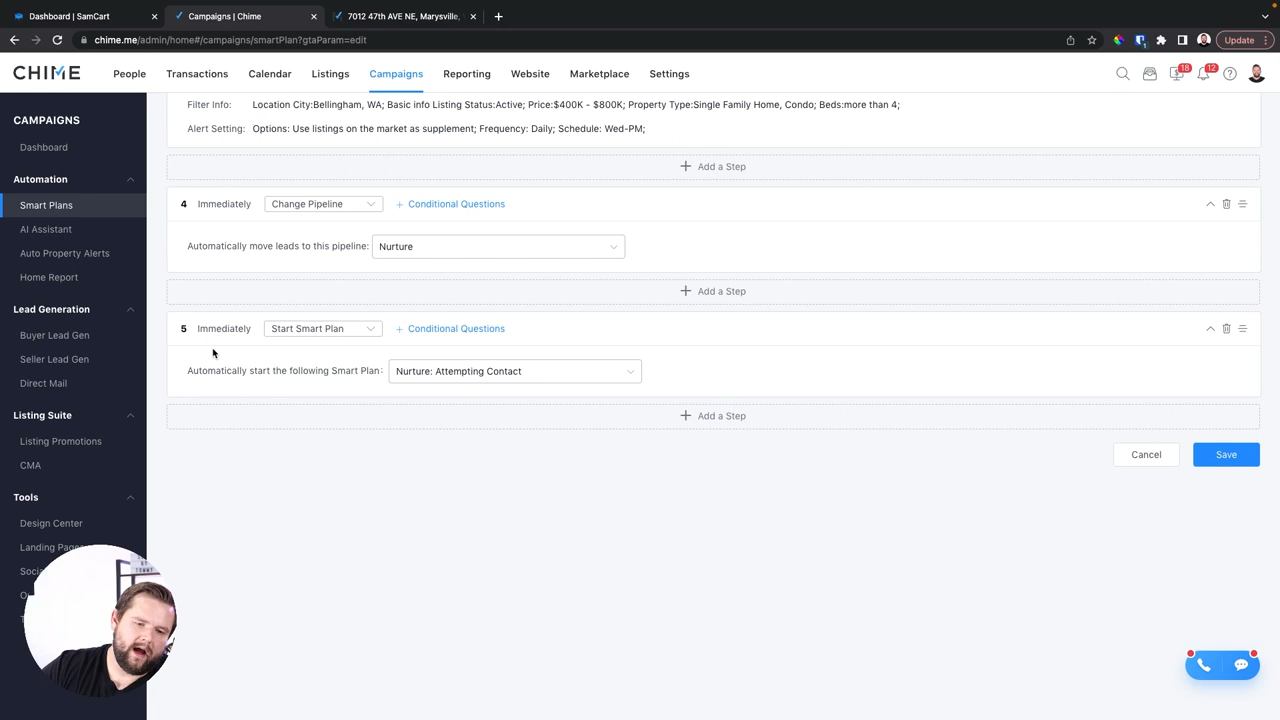 Dashboard | SamCart
Campaigns | Chime
7012 47th AVE NE, Marysville,
chime.me/admin/home#/campaigns/smartPlan?gtaParam=edit
Update
CHIME
People
Transactions
Calendar
Listings
Campaigns
Reporting
Website
Marketplace
Settings
18
12
CAMPAIGNS
Dashboard
Automation
Smart Plans
AI Assistant
Auto Property Alerts
Home Report
Lead Generation
Buyer Lead Gen
Seller Lead Gen
Direct Mail
Listing Suite
Listing Promotions
CMA
Tools
Design Center
Filter Info: Location City:Bellingham, WA; Basic info Listing Status:Active; Price:$400K - $800K; Property Type:Single Family Home, Condo; Beds:more than 4;
Alert Setting: Options: Use listings on the market as supplement; Frequency: Daily; Schedule: Wed-PM;
+ Add a Step
4 Immediately Change Pipeline + Conditional Questions
Automatically move leads to this pipeline: Nurture
+ Add a Step
5 Immediately Start Smart Plan + Conditional Questions
Automatically start the following Smart Plan: Nurture: Attempting Contact
+ Add a Step
Cancel
Save